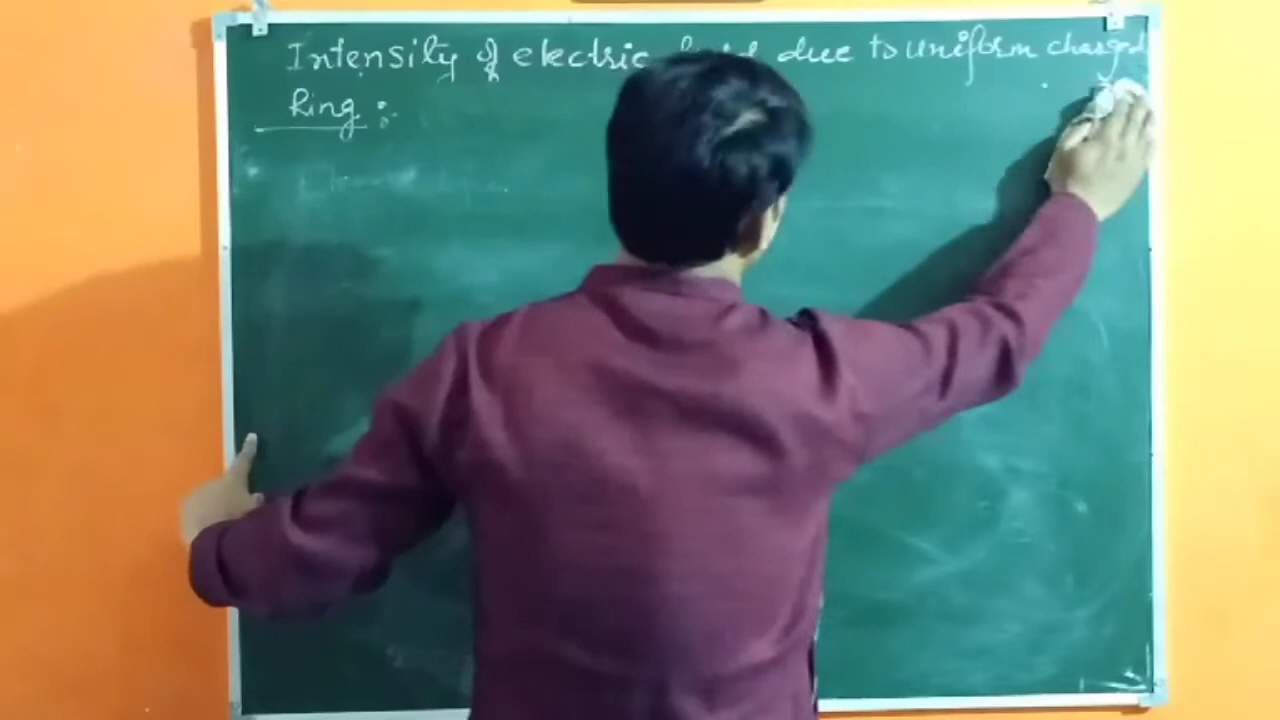 Intensity of electric due to uniform charged
Ring :-